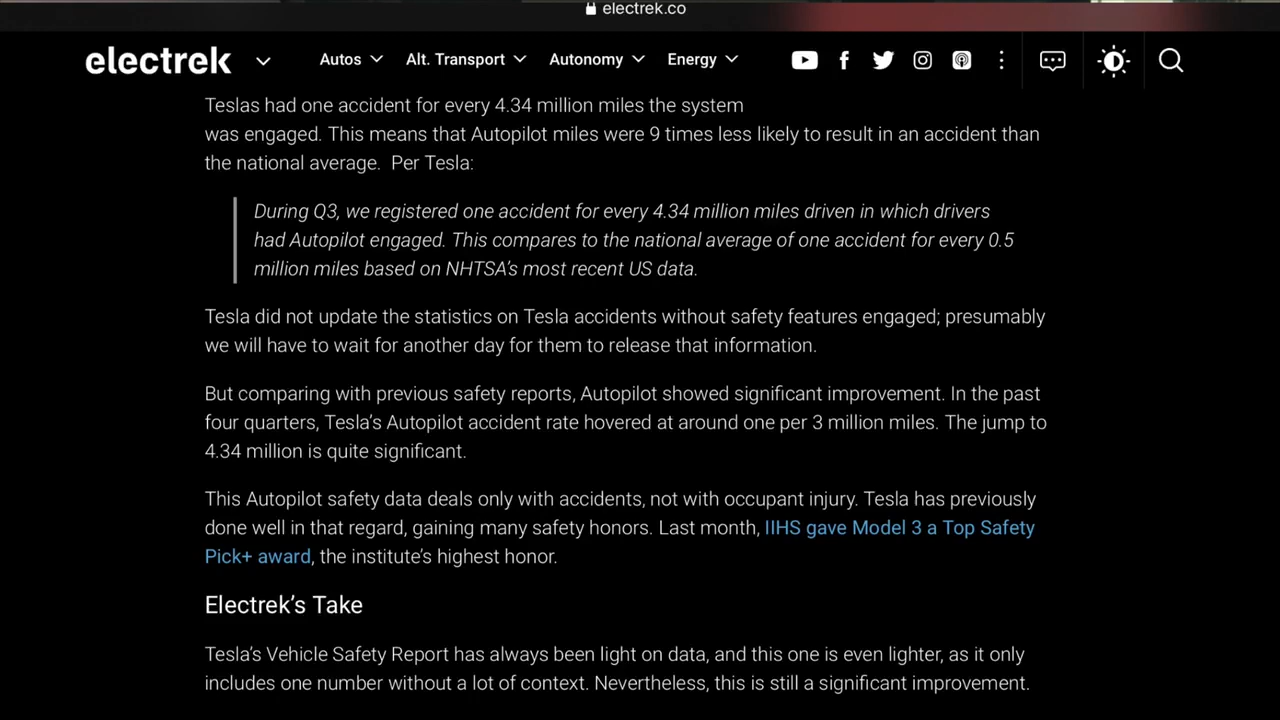 electrek.co
electrek
Autos
Alt. Transport
Autonomy
Energy
Teslas had one accident for every 4.34 million miles the system
was engaged. This means that Autopilot miles were 9 times less likely to result in an accident than
the national average. Per Tesla:
During Q3, we registered one accident for every 4.34 million miles driven in which drivers
had Autopilot engaged. This compares to the national average of one accident for every 0.5
million miles based on NHTSA's most recent US data.
Tesla did not update the statistics on Tesla accidents without safety features engaged; presumably
we will have to wait for another day for them to release that information.
But comparing with previous safety reports, Autopilot showed significant improvement. In the past
four quarters, Tesla's Autopilot accident rate hovered at around one per 3 million miles. The jump to
4.34 million is quite significant.
This Autopilot safety data deals only with accidents, not with occupant injury. Tesla has previously
done well in that regard, gaining many safety honors. Last month, IIHS gave Model 3 a Top Safety
Pick+ award, the institute's highest honor.
Electrek's Take
Tesla's Vehicle Safety Report has always been light on data, and this one is even lighter, as it only
includes one number without a lot of context. Nevertheless, this is still a significant improvement.